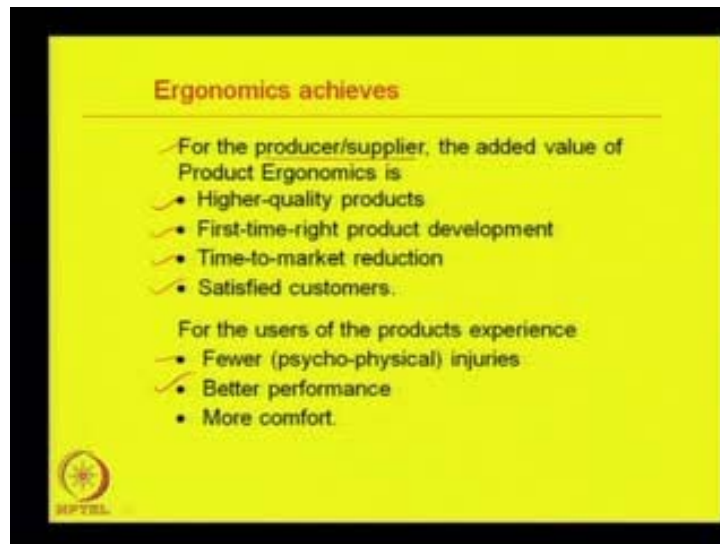 Ergonomics achieves
For the producer/supplier, the added value of
Product Ergonomics is
• Higher-quality products
• First-time-right product development
• Time-to-market reduction
• Satisfied customers.
For the users of the products experience
• Fewer (psycho-physical) injuries
• Better performance
• More comfort.
NPTEL